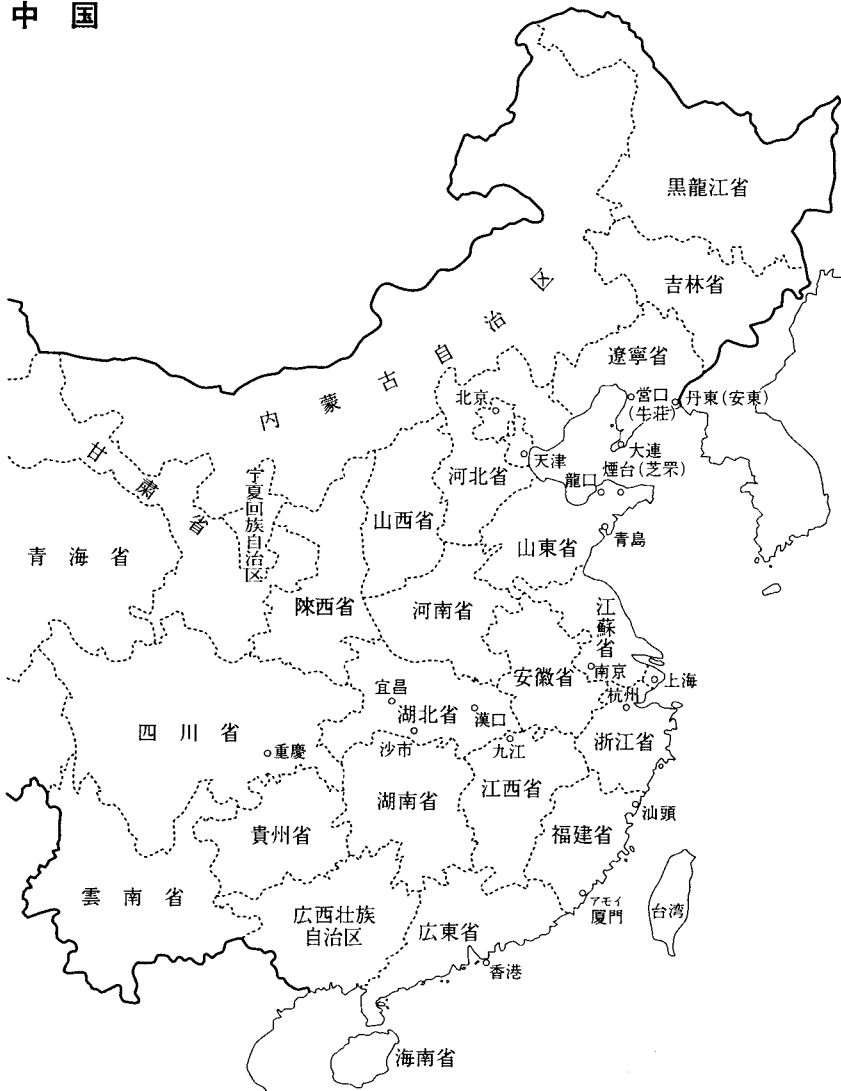 中 国
黒龍江省
吉林省
内 蒙 古 自 治 区
遼寧省
北京
営口
(牛荘)
丹東(安東)
大連
天津
龍口
煙台(芝罘)
河北省
甘 粛 省
宁夏回族自治区
山西省
山東省
青島
青 海 省
陝西省
河南省
江蘇省
安徽省
南京
上海
杭州
宜昌
湖北省
漢口
四 川 省
重慶
沙市
九江
浙江省
湖南省
江西省
汕頭
貴州省
福建省
雲 南 省
アモイ
厦門
台湾
広西壮族
自治区
広東省
香港
海南省